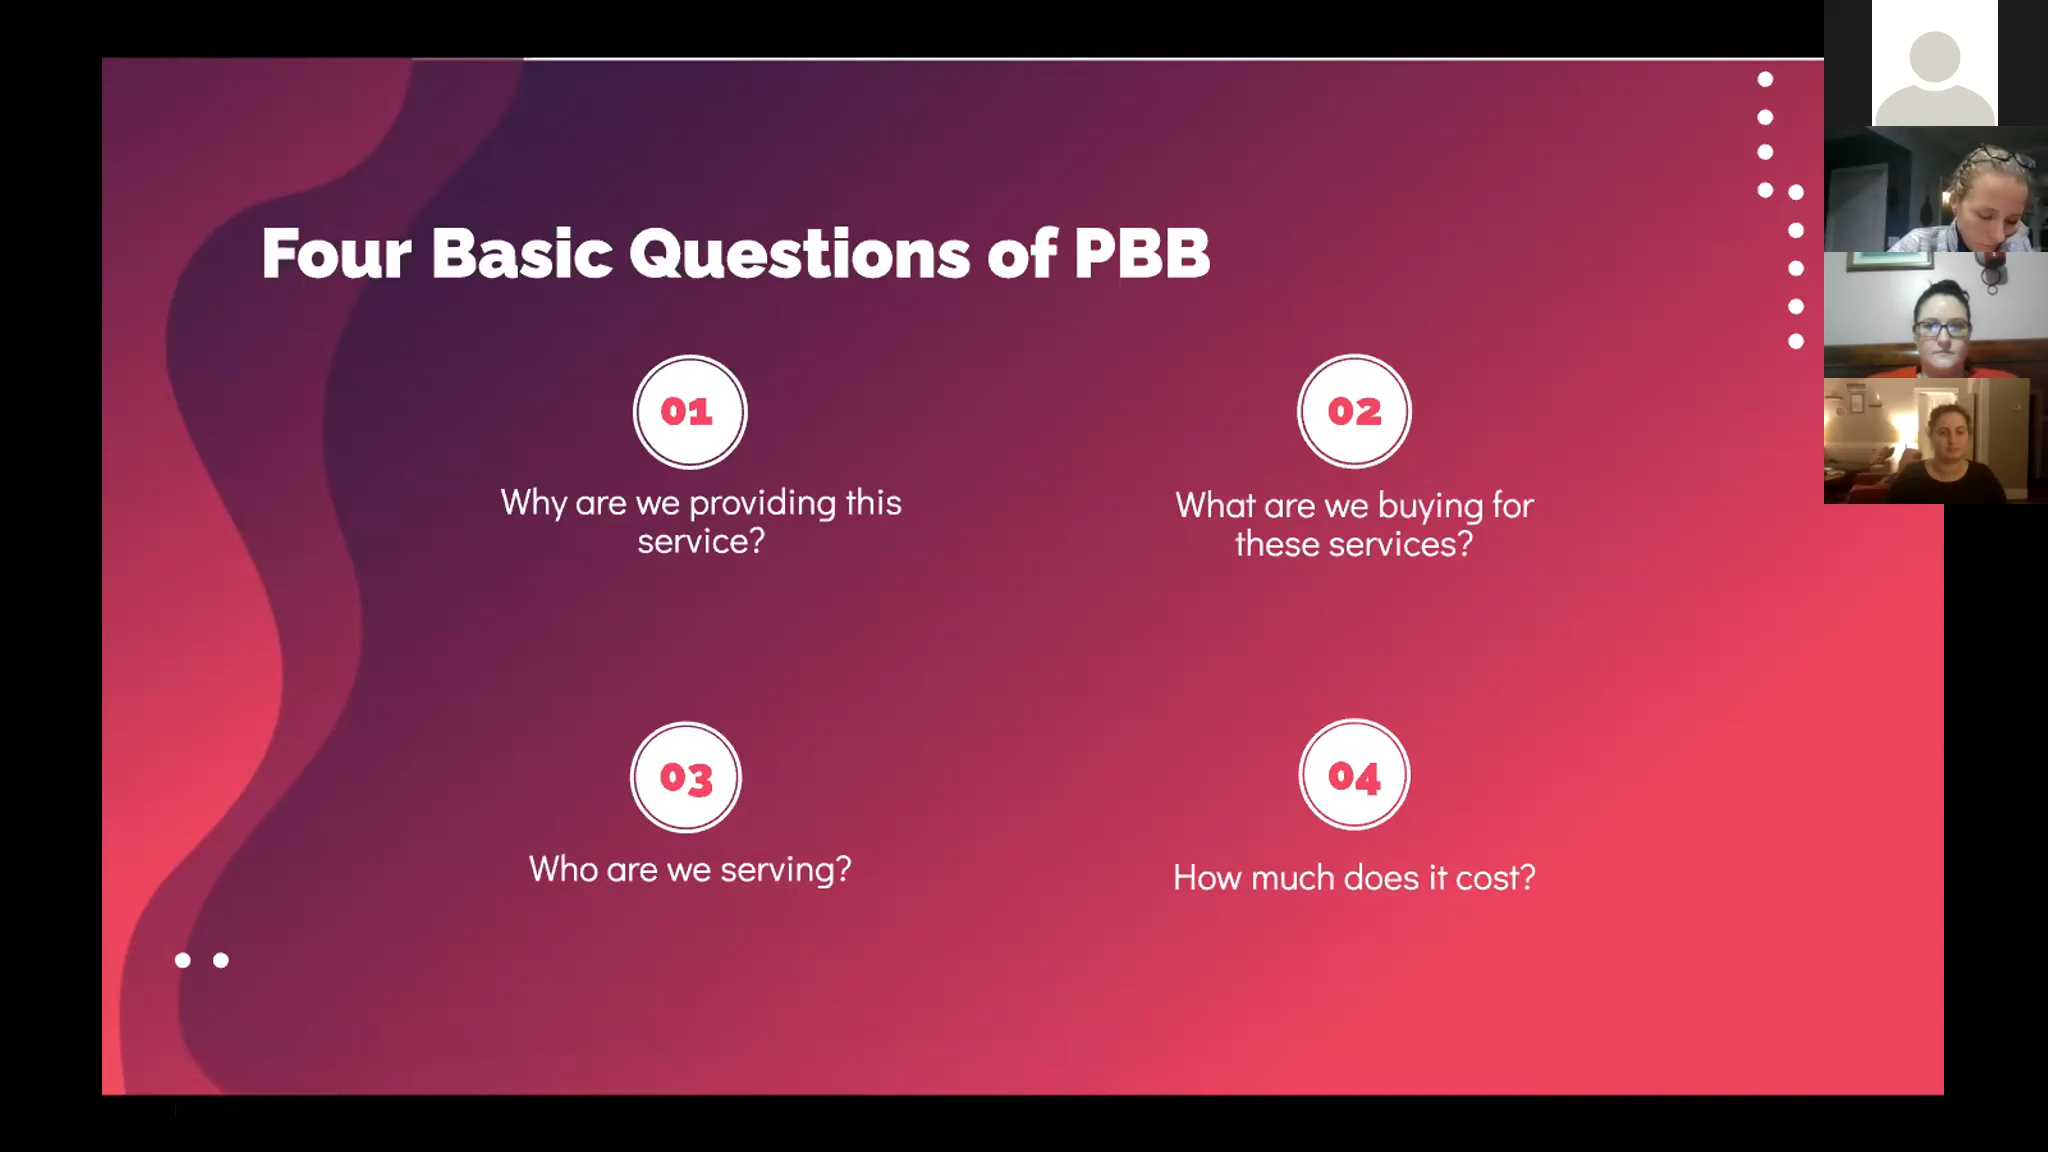 Four Basic Questions of PBB
01
Why are we providing this
service?
02
What are we buying for
these services?
03
Who are we serving?
04
How much does it cost?